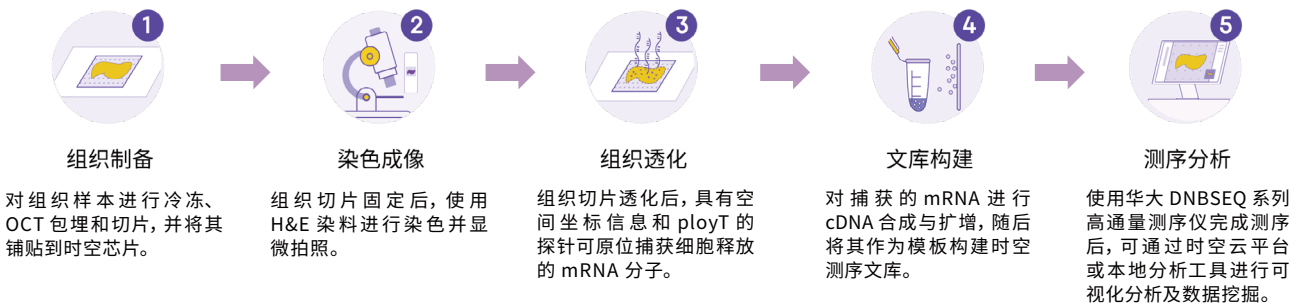 1
2
3
4
5
组织制备
染色成像
组织透化
文库构建
测序分析
对组织样本进行冷冻、
OCT 包埋和切片，并将其
铺贴到时空芯片。
组织切片固定后，使用
H&E 染料进行染色并显
微拍照。
组织切片透化后，具有空
间坐标信息和 ployT 的
探针可原位捕获细胞释放
的 mRNA 分子。
对捕获的 mRNA 进行
cDNA 合成与扩增，随后
将其作为模板构建时空
测序文库。
使用华大 DNBSEQ 系列
高通量测序仪完成测序
后，可通过时空云平台
或本地分析工具进行可
视化分析及数据挖掘。